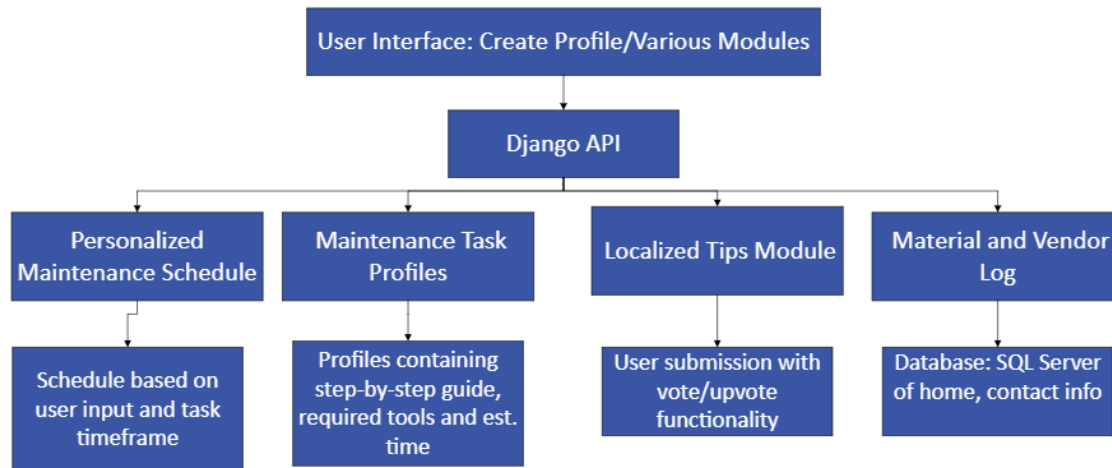 User Interface: Create Profile/Various Modules
Django API
Personalized
Maintenance Schedule
Maintenance Task
Profiles
Localized Tips Module
Material and Vendor
Log
Schedule based on
user input and task
timeframe
Profiles containing
step-by-step guide,
required tools and est.
time
User submission with
vote/upvote
functionality
Database: SQL Server
of home, contact info